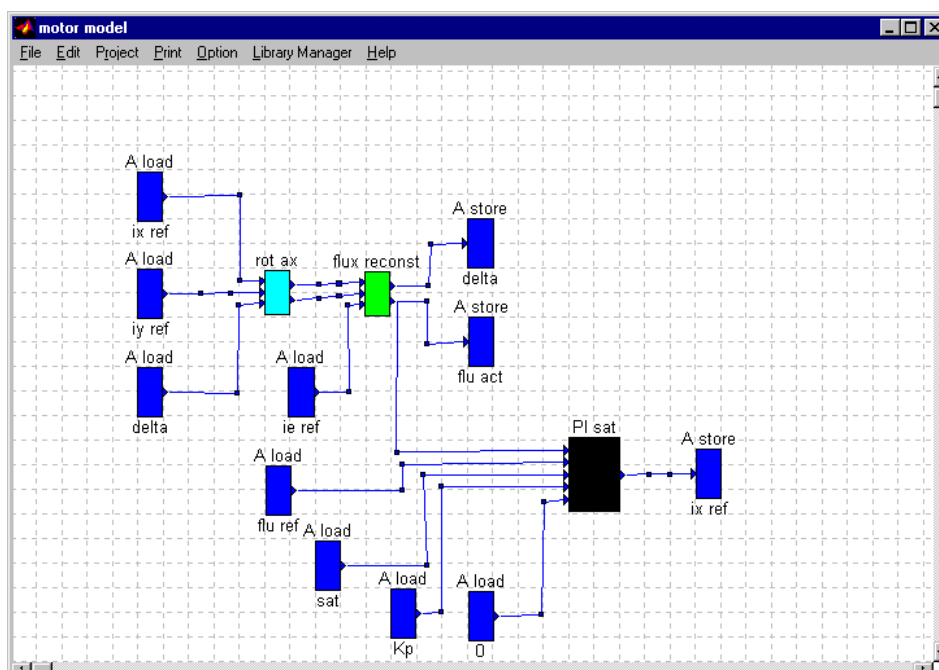 motor model
File Edit Project Print Option Library Manager Help
A load
ix ref
A store
rot ax
flux reconst
A load
delta
iy ref
A store
A load
A load
flu act
delta
ie ref
PI sat
A store
A load
ix ref
flu ref
A load
A load
A load
sat
Kp
0